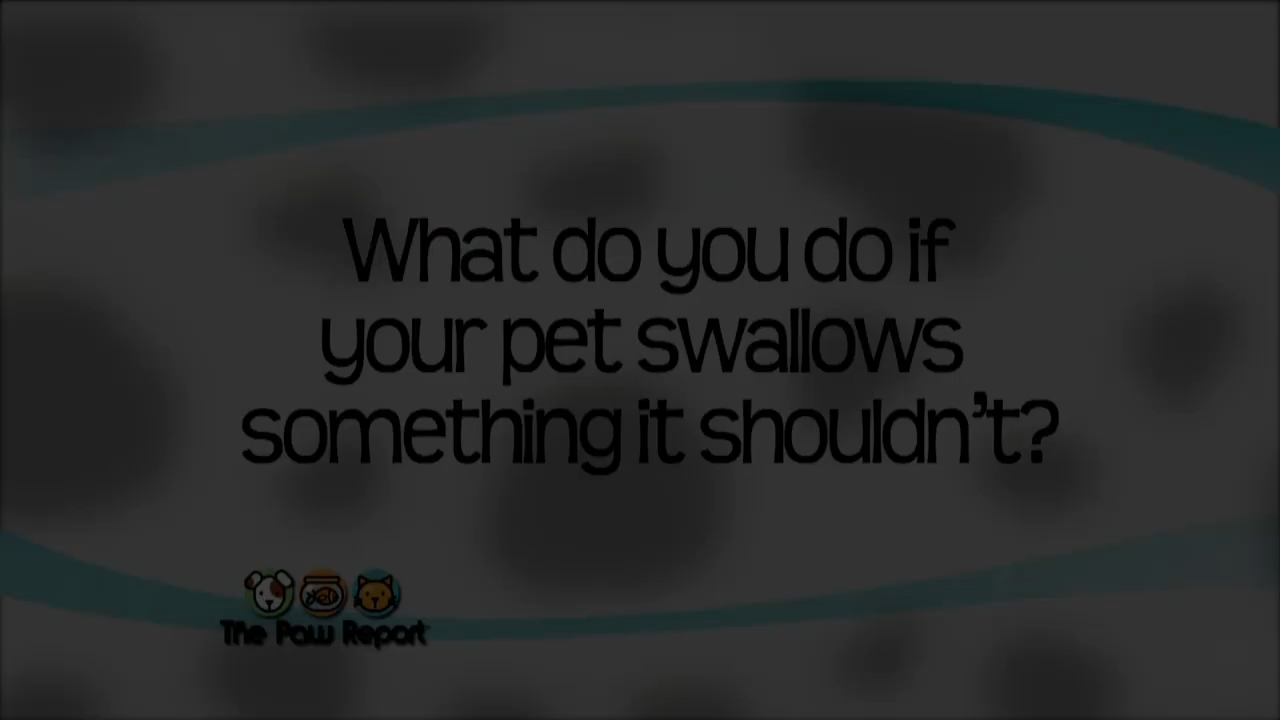 What do you do if
your pet swallows
something it shouldn't?
The Paw Report